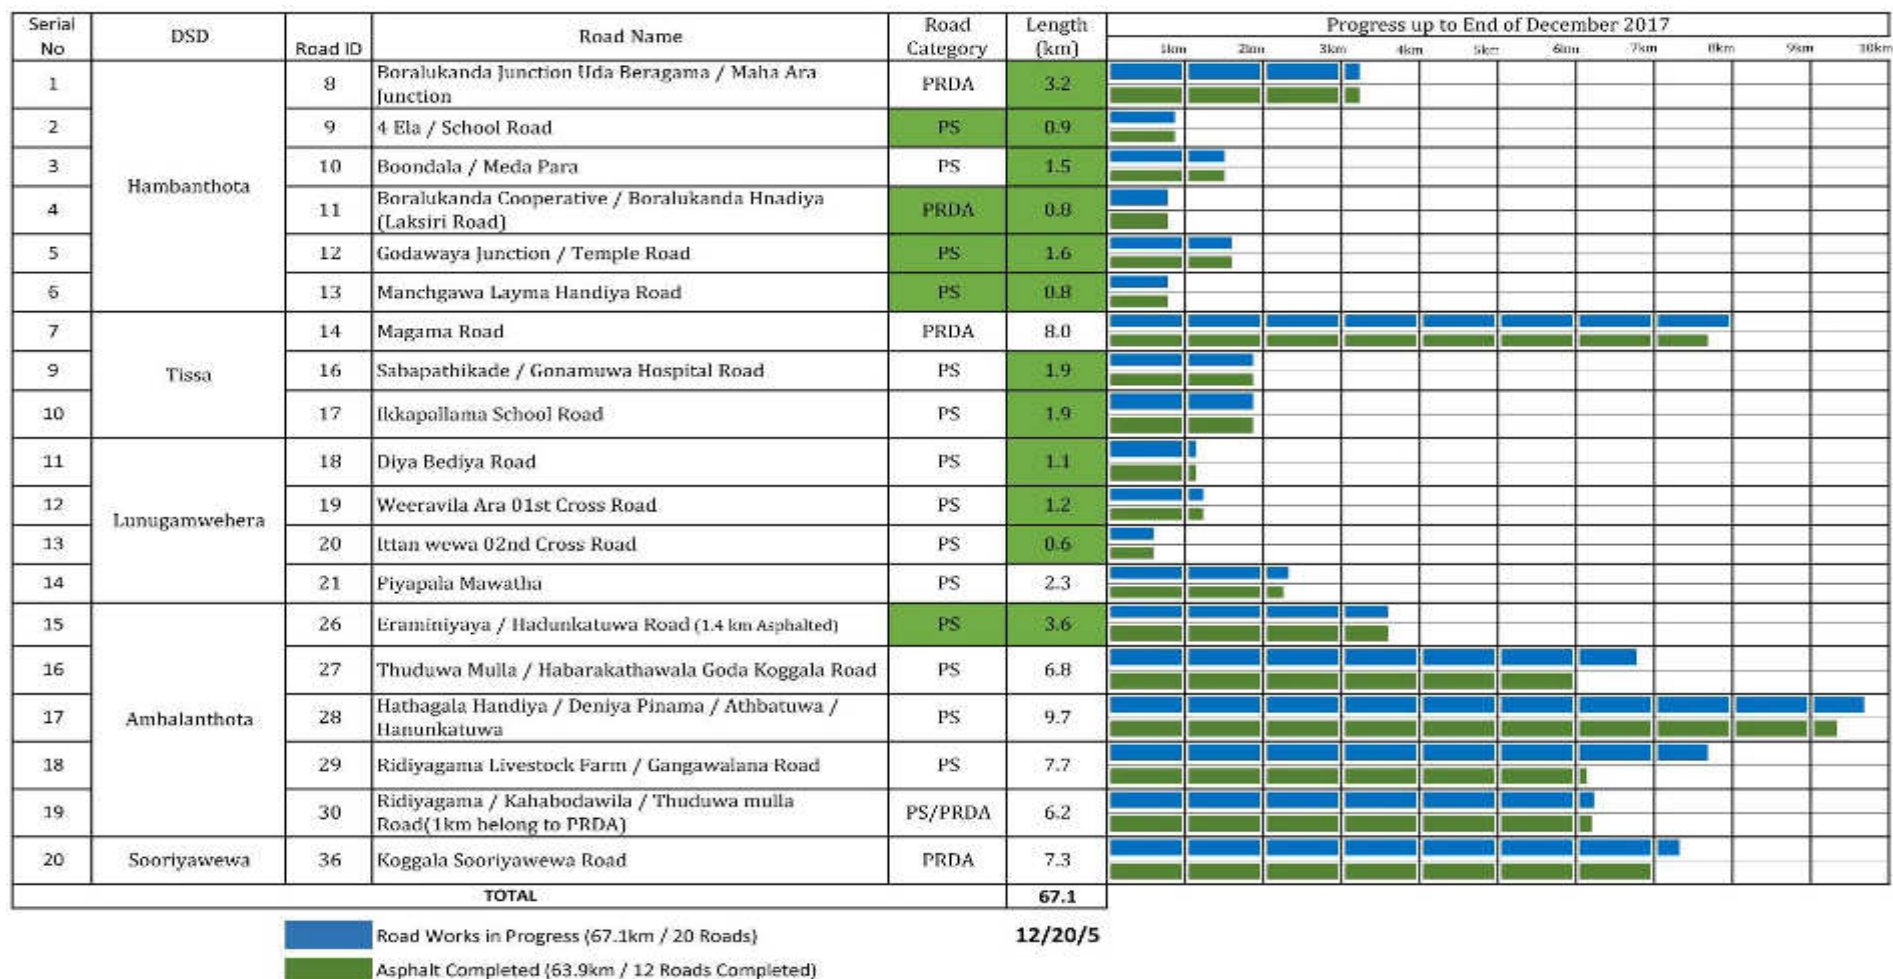 Serial No DSD Road ID Road Name Road Category Length (km) Progress up to End of December 2017
1km 2km 3km 4km 5km 6km 7km 8km 9km 10km
1 Hambanthota 8 Boralukanda Junction Uda Beragama / Maha Ara Junction PRDA 3.2
2 9 4 Ela / School Road PS 0.9
3 10 Boondala / Meda Para PS 1.5
4 11 Boralukanda Cooperative / Boralukanda Hnadiya (Laksiri Road) PRDA 0.8
5 12 Godawaya Junction / Temple Road PS 1.6
6 13 Manchgawa Layma Handiya Road PS 0.8
7 Tissa 14 Magama Road PRDA 8.0
9 16 Sabapathikade / Gonamuwa Hospital Road PS 1.9
10 17 Ikkapallama School Road PS 1.9
11 Lunugamwehera 18 Diya Bediya Road PS 1.1
12 19 Weeravila Ara 01st Cross Road PS 1.2
13 20 Ittan wewa 02nd Cross Road PS 0.6
14 21 Piyapala Mawatha PS 2.3
15 Ambalanthota 26 Eraminiyaya / Hadunkatuwa Road (1.4 km Asphalted) PS 3.6
16 27 Thuduwa Mulla / Habarakathawala Goda Koggala Road PS 6.8
17 28 Hathagala Handiya / Deniya Pinama / Athbatuwa / Hanunkatuwa PS 9.7
18 29 Ridiyagama Livestock Farm / Gangawalana Road PS 7.7
19 30 Ridiyagama / Kahabodawila / Thuduwa mulla Road(1km belong to PRDA) PS/PRDA 6.2
20 Sooriyawewa 36 Koggala Sooriyawewa Road PRDA 7.3
TOTAL 67.1
Road Works in Progress (67.1km / 20 Roads) 12/20/5
Asphalt Completed (63.9km / 12 Roads Completed)